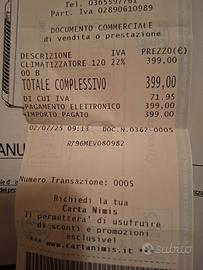 Tel. 0365597761
Part. Iva 02890610989
DOCUMENTO COMMERCIALE
di vendita o prestazione
DESCRIZIONE IVA PREZZO(€)
CLIMATIZZATORE 120 22% 399,00
00 B
TOTALE COMPLESSIVO 399,00
DI CUI IVA 71,95
PAGAMENTO ELETTRONICO 399,00
IMPORTO PAGATO 399,00
02/07/25 09:13 DOC.N.0362-0005
RT96MEV080982
Numero Transazione: 0005
Richiedi la tua
Carta Nimis
Ti permettera' di usufruire
di sconti e promozioni
esclusive!
www.cartanimis.it
subito